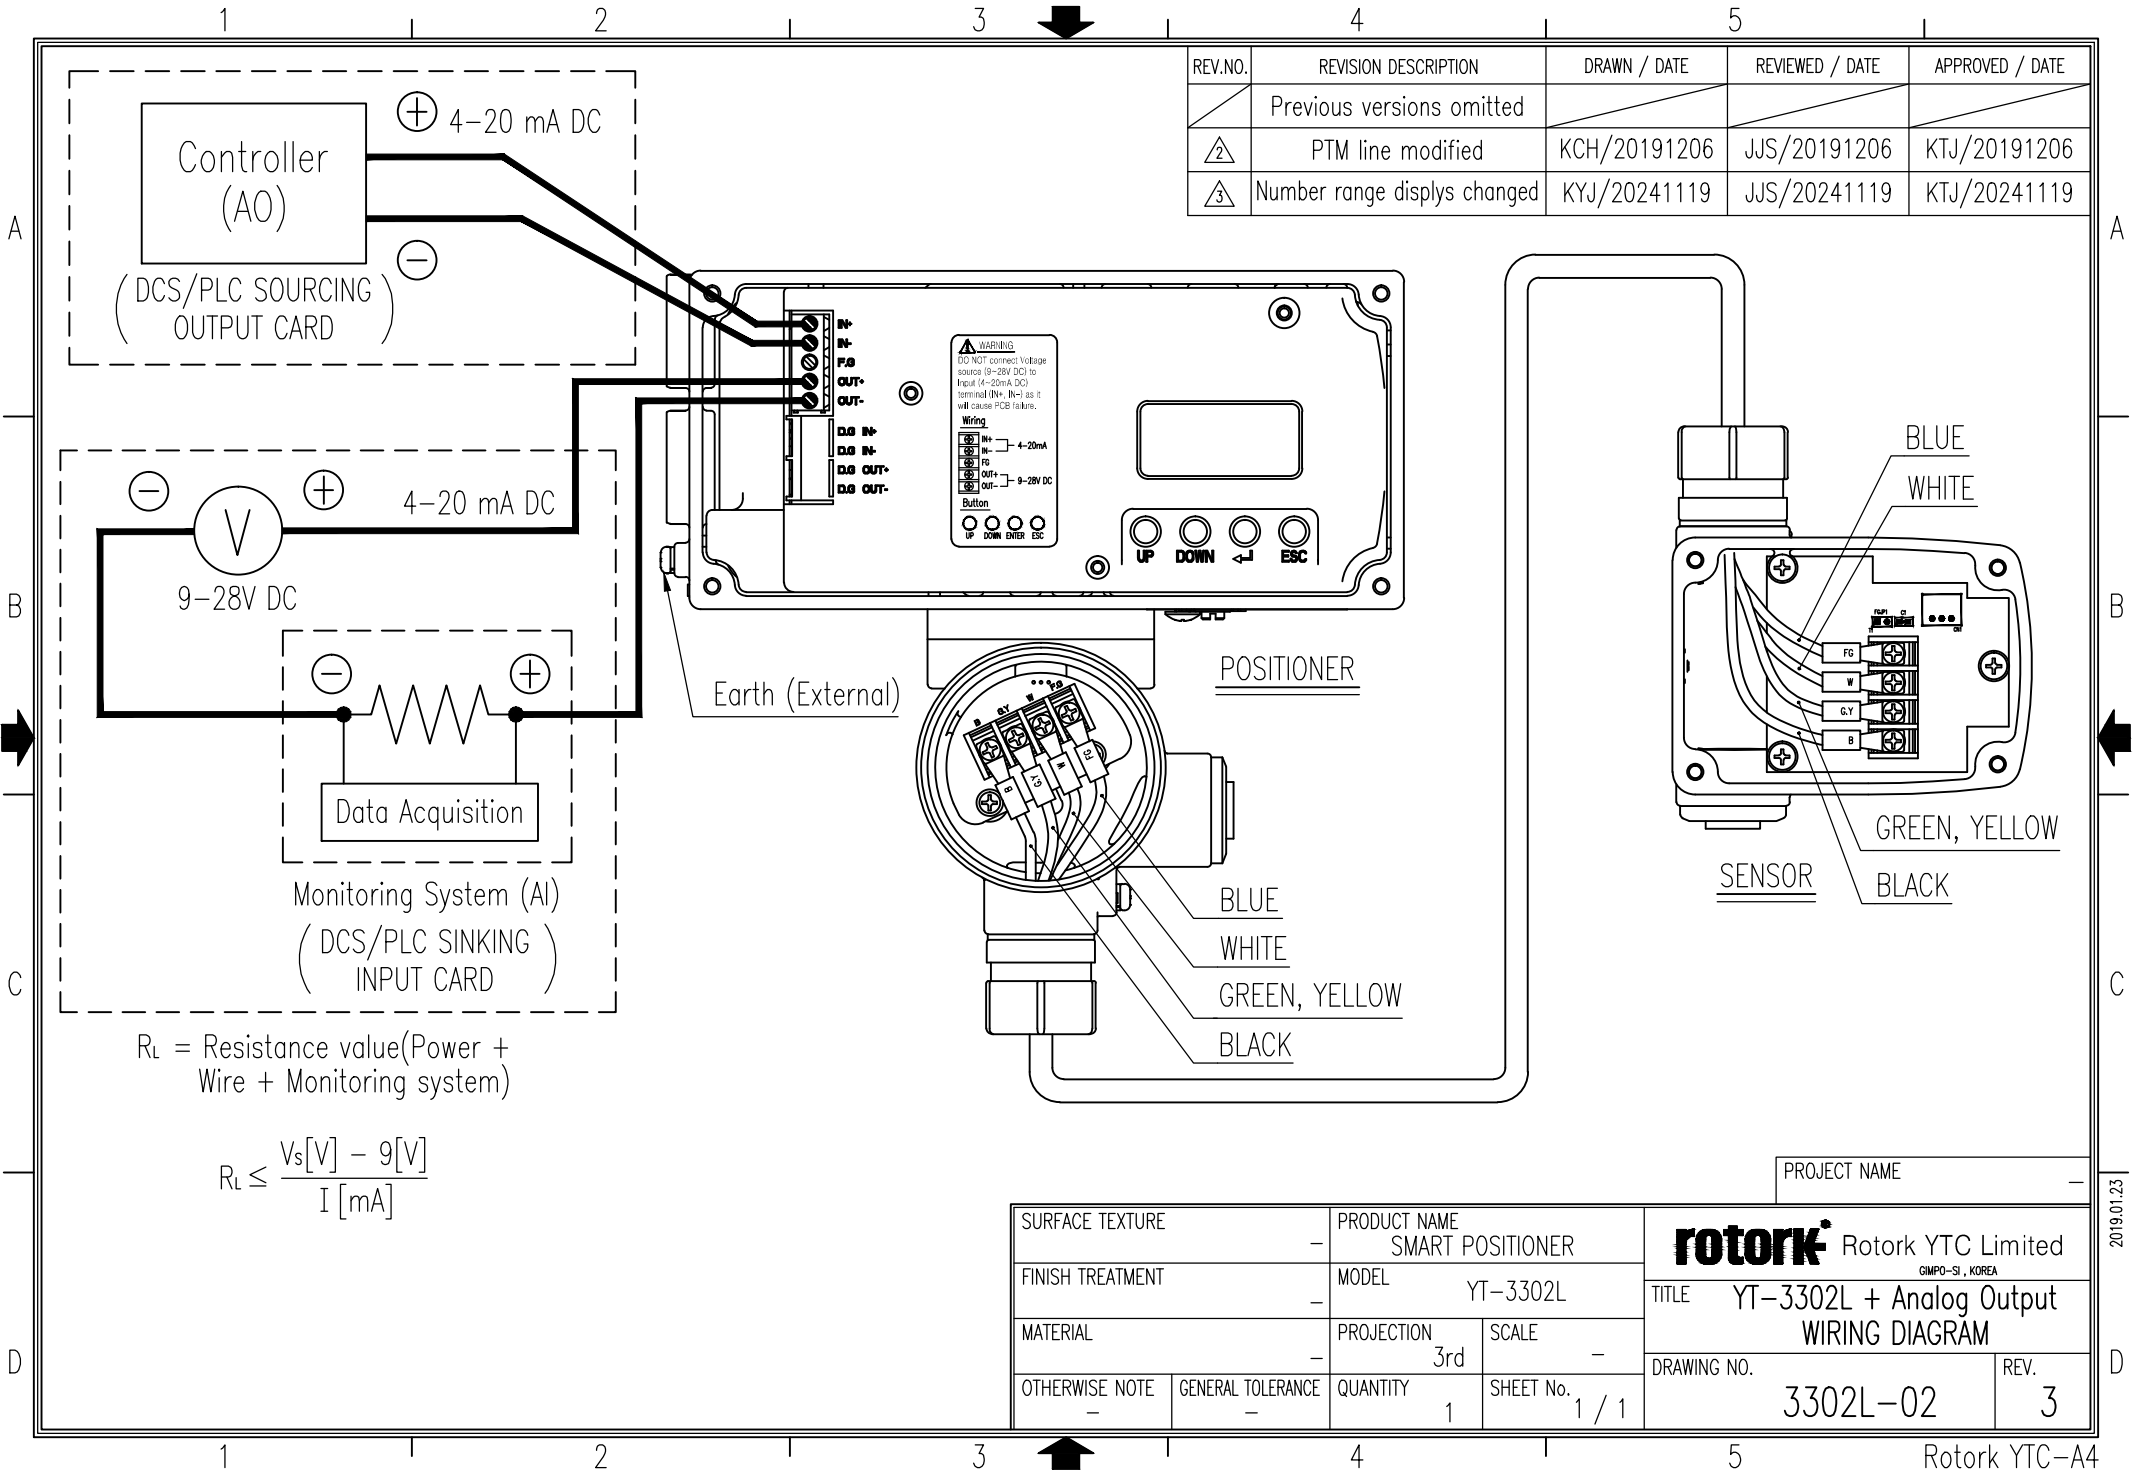 1 2 3 4 5
REV.NO. REVISION DESCRIPTION DRAWN / DATE REVIEWED / DATE APPROVED / DATE
Previous versions omitted
2 PTM line modified KCH/20191206 JJS/20191206 KTJ/20191206
3 Number range displys changed KYJ/20241119 JJS/20241119 KTJ/20241119
A A
B B
C C
D D
+ 4-20 mA DC
Controller
(AO)
-
( DCS/PLC SOURCING
OUTPUT CARD )
IN+
IN-
F.G
OUT+
OUT-
D.G IN+
D.G IN-
D.G OUT+
D.G OUT-
WARNING
DO NOT connect Voltage
source (9-28V DC) to
Input (4-20mA DC)
terminal (IN+, IN-) as it
will cause PCB failure.
Wiring
IN+
IN-
4-20mA
FG
OUT+
OUT-
9-28V DC
Button
UP DOWN ENTER ESC
UP DOWN ESC
- V + 4-20 mA DC
9-28V DC
- +
Data Acquisition
Monitoring System (AI)
( DCS/PLC SINKING
INPUT CARD )
RL = Resistance value(Power +
Wire + Monitoring system)
RL ≤ Vs[V] - 9[V]
I [mA]
Earth (External)
POSITIONER
B G.Y W F.G
B G.Y W FG
BLUE
WHITE
GREEN, YELLOW
BLACK
BLUE
WHITE
FGJP1 C1
T1 CN1
FG
W
G.Y
B
GREEN, YELLOW
BLACK
SENSOR
PROJECT NAME -
2019.01.23
SURFACE TEXTURE -
FINISH TREATMENT -
MATERIAL -
OTHERWISE NOTE -
GENERAL TOLERANCE -
PRODUCT NAME
SMART POSITIONER
MODEL YT-3302L
PROJECTION 3rd
SCALE -
QUANTITY 1
SHEET No. 1 / 1
rotork Rotork YTC Limited
GIMPO-SI , KOREA
TITLE YT-3302L + Analog Output
WIRING DIAGRAM
DRAWING NO. 3302L-02
REV. 3
1 2 3 4 5
Rotork YTC-A4